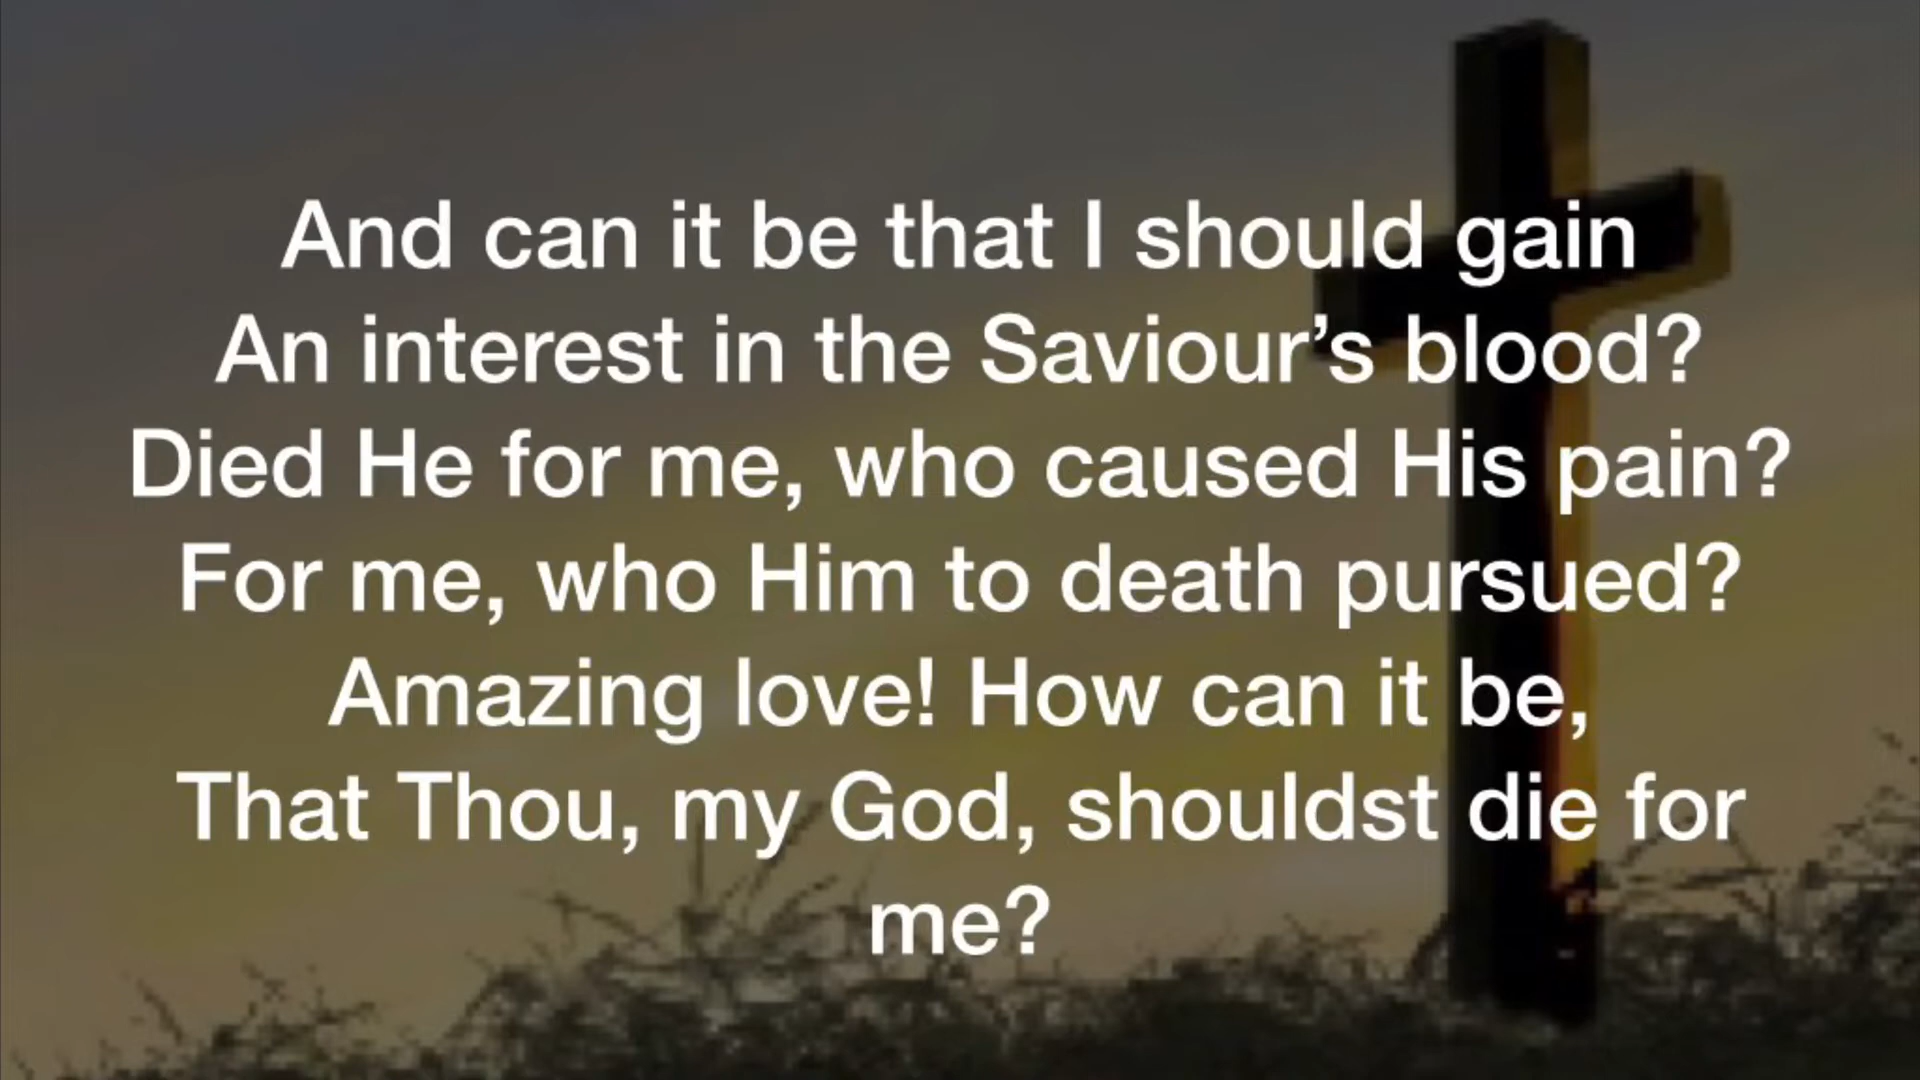 And can it be that I should gain
An interest in the Saviour’s blood?
Died He for me, who caused His pain?
For me, who Him to death pursued?
Amazing love! How can it be,
That Thou, my God, shouldst die for
me?